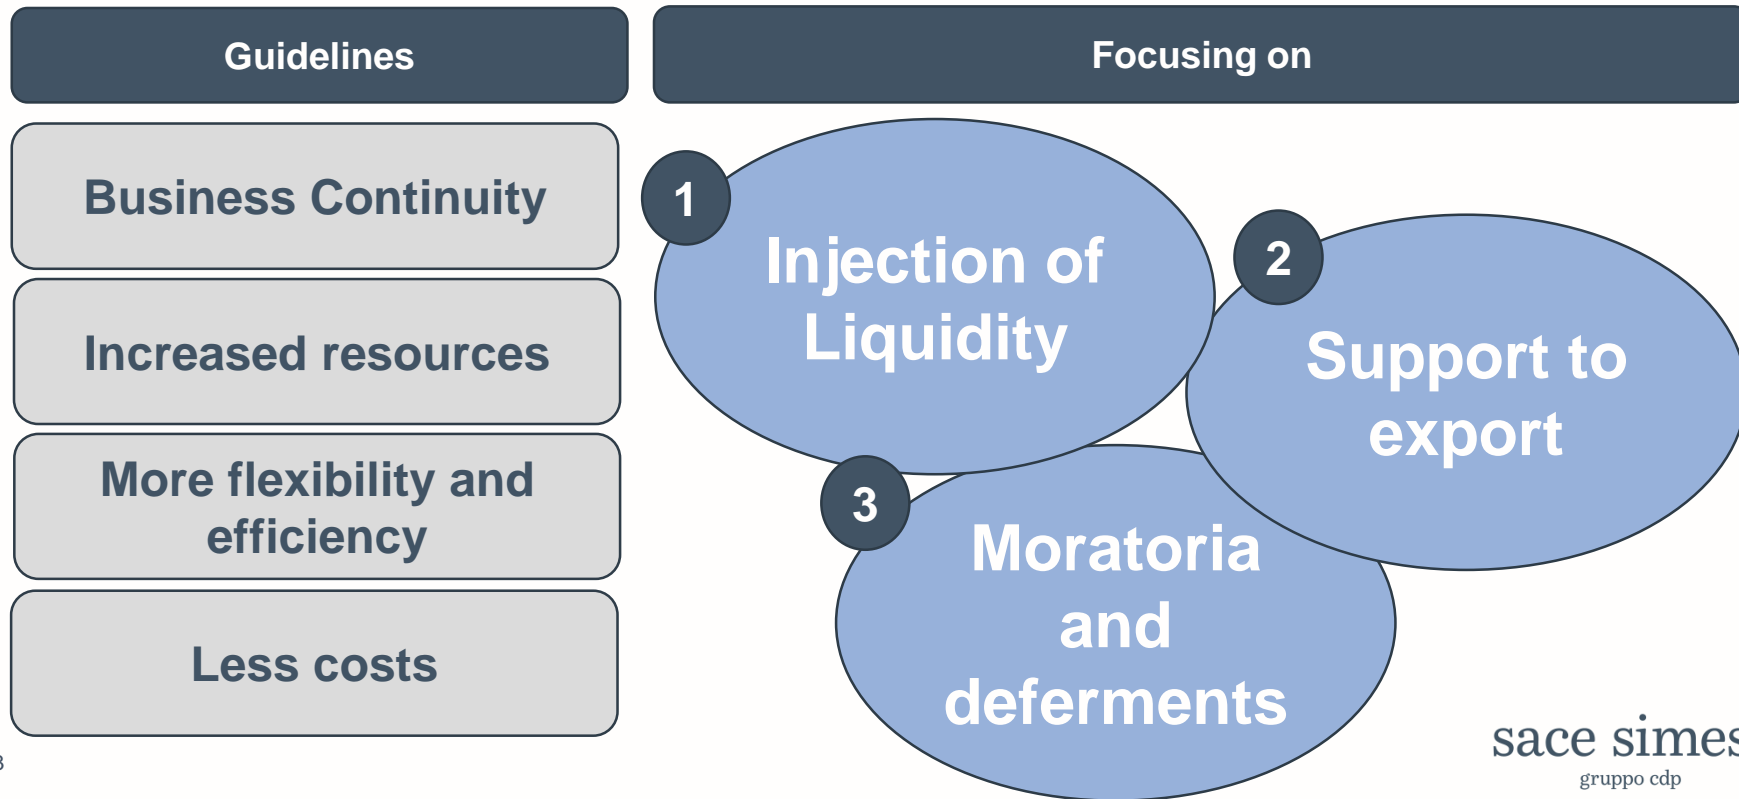 Guidelines
Focusing on
Business Continuity
Increased resources
More flexibility and
efficiency
Less costs
1
Injection of
Liquidity
2
Support to
export
3
Moratoria
and
deferments
sace simes
gruppo cdp